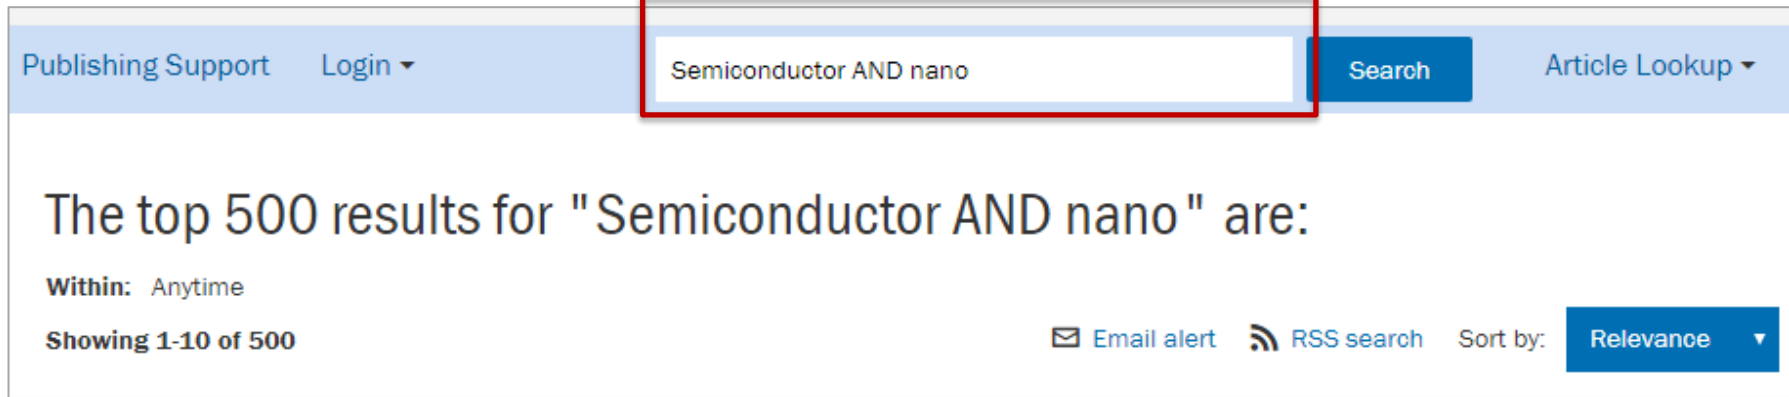 Publishing Support Login Semiconductor AND nano Search Article Lookup
The top 500 results for "Semiconductor AND nano" are:
Within: Anytime
Showing 1-10 of 500 Email alert RSS search Sort by: Relevance